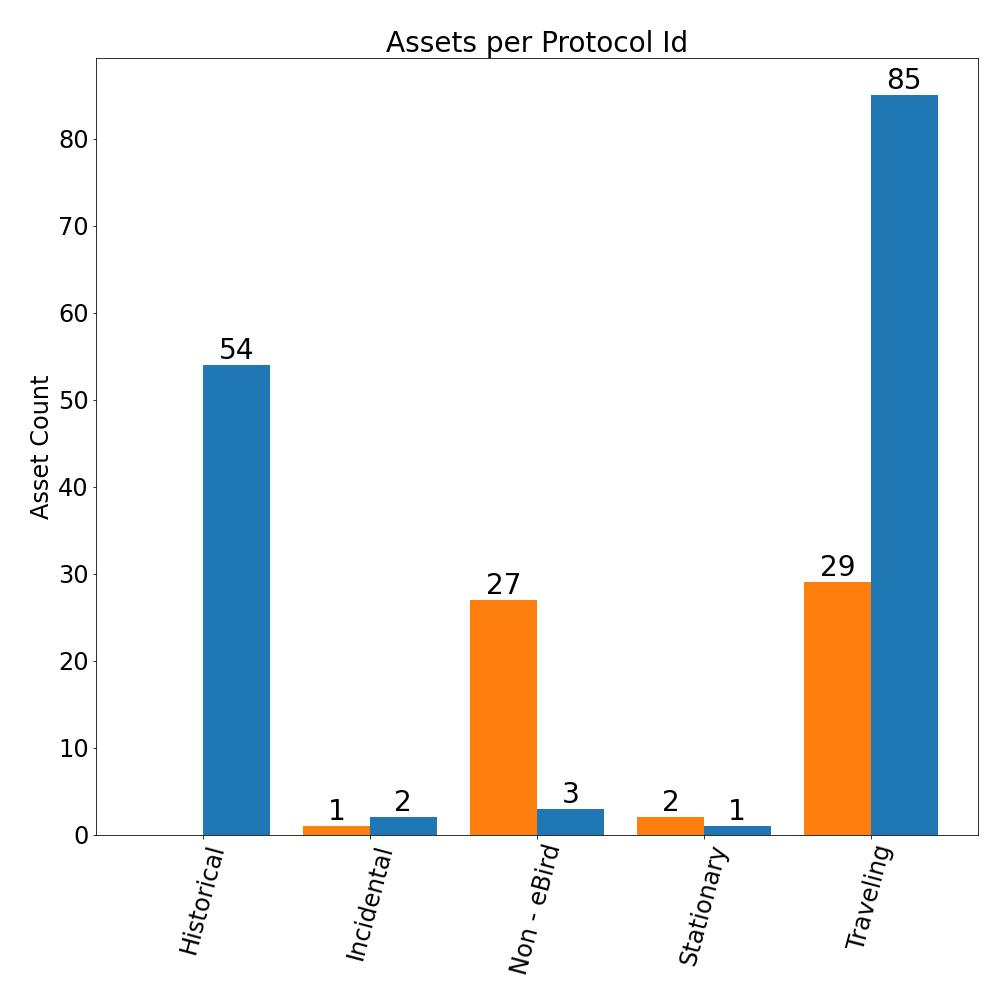 Assets per Protocol Id
85
80
70
60
54
50
Asset Count
40
30
29
27
20
10
3
2
2
1
1
0
Historical
Incidental
Non - eBird
Stationary
Traveling